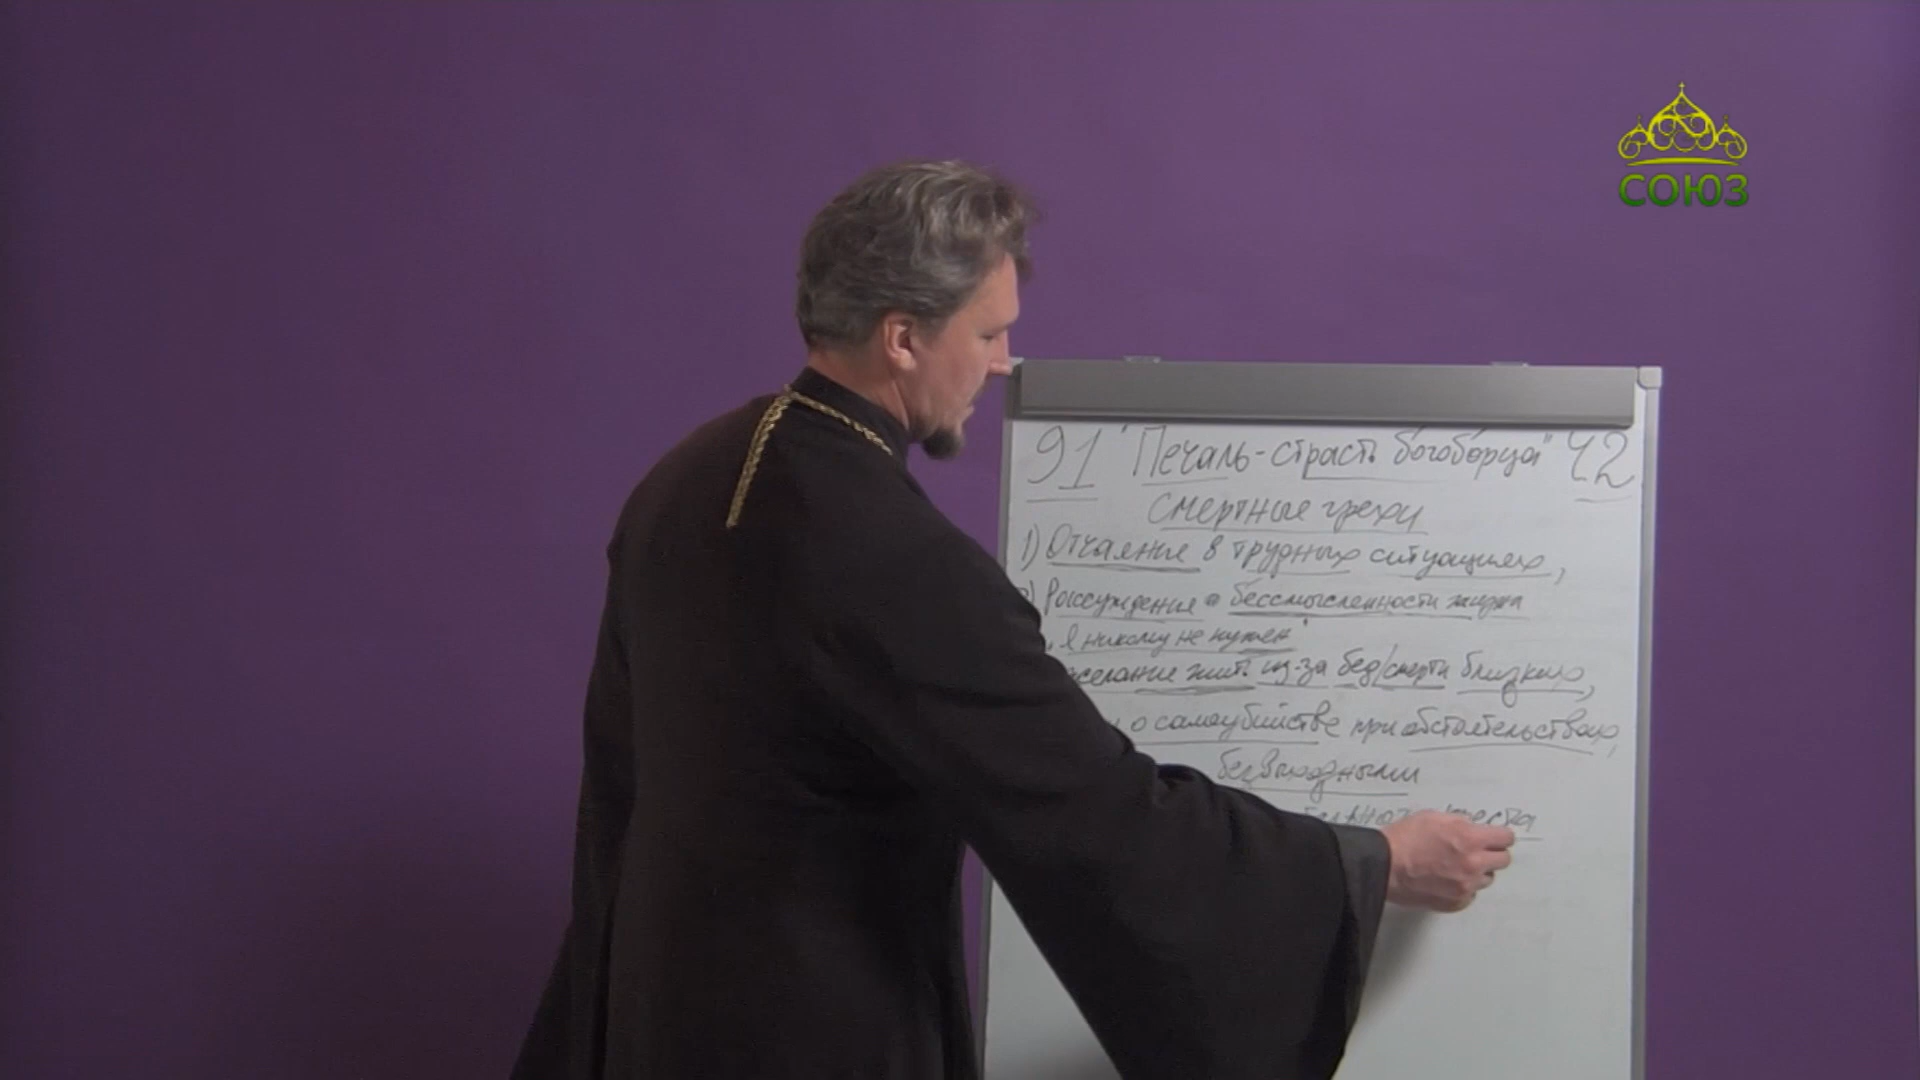 СОЮЗ
91 "Печаль-страсть богоборца" Ч2
смертные грехи
1) Отчаяние в трудных ситуациях,
) Рассуждение о бессмысленности жизни
"Я никому не нужен"
желание жить из-за бед/смерти близких,
о самоубийстве при обстоятельствах,
безвыходными
креста